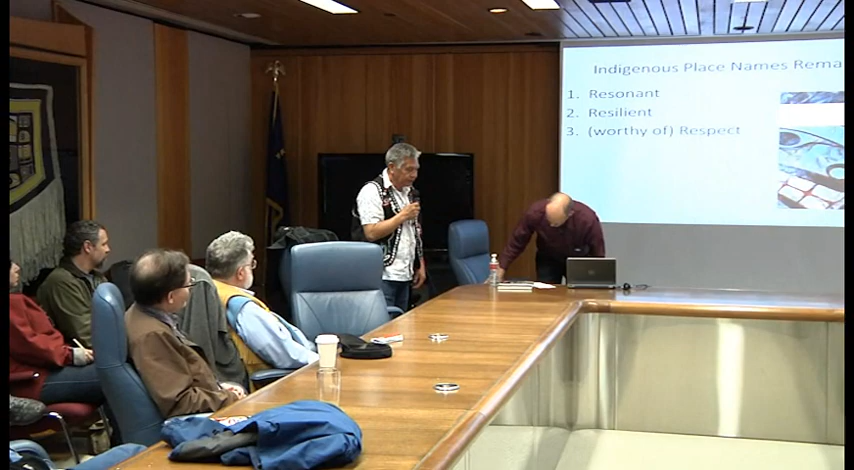 Indigenous Place Names Rema
1. Resonant
2. Resilient
3. (worthy of) Respect